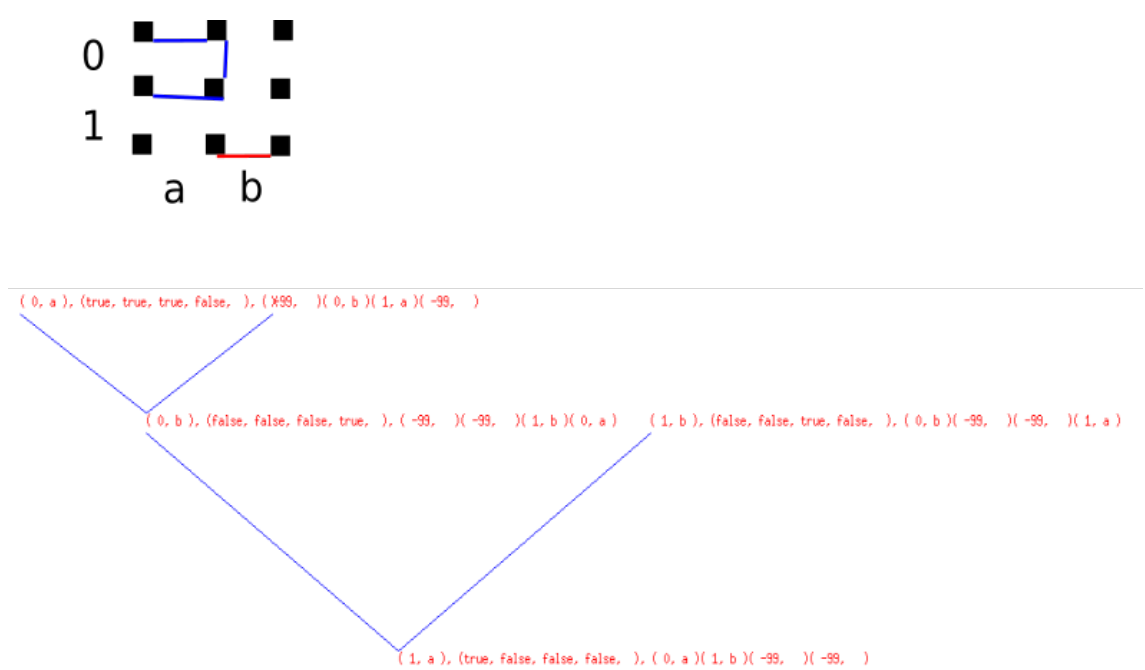 0
1
a b
( 0, a ), (true, true, true, false, ), ( -99, )( 0, b )( 1, a )( -99, )
( 0, b ), (false, false, false, true, ), ( -99, )( -99, )( 1, b )( 0, a ) ( 1, b ), (false, false, true, false, ), ( 0, b )( -99, )( -99, )( 1, a )
( 1, a ), (true, false, false, false, ), ( 0, a )( 1, b )( -99, )( -99, )